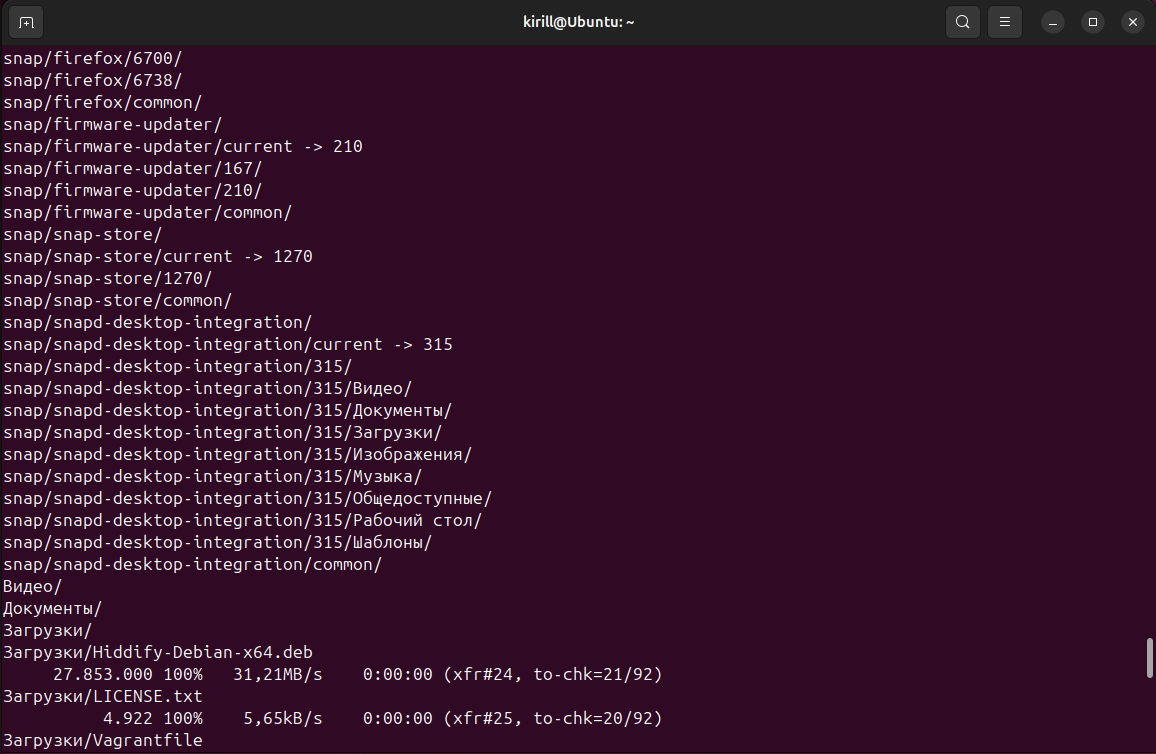 kirill@Ubuntu: ~
snap/firefox/6700/
snap/firefox/6738/
snap/firefox/common/
snap/firmware-updater/
snap/firmware-updater/current -> 210
snap/firmware-updater/167/
snap/firmware-updater/210/
snap/firmware-updater/common/
snap/snap-store/
snap/snap-store/current -> 1270
snap/snap-store/1270/
snap/snap-store/common/
snap/snapd-desktop-integration/
snap/snapd-desktop-integration/current -> 315
snap/snapd-desktop-integration/315/
snap/snapd-desktop-integration/315/Видео/
snap/snapd-desktop-integration/315/Документы/
snap/snapd-desktop-integration/315/Загрузки/
snap/snapd-desktop-integration/315/Изображения/
snap/snapd-desktop-integration/315/Музыка/
snap/snapd-desktop-integration/315/Общедоступные/
snap/snapd-desktop-integration/315/Рабочий стол/
snap/snapd-desktop-integration/315/Шаблоны/
snap/snapd-desktop-integration/common/
Видео/
Документы/
Загрузки/
Загрузки/Hiddify-Debian-x64.deb
     27.853.000 100%   31,21MB/s    0:00:00 (xfr#24, to-chk=21/92)
Загрузки/LICENSE.txt
          4.922 100%    5,65kB/s    0:00:00 (xfr#25, to-chk=20/92)
Загрузки/Vagrantfile